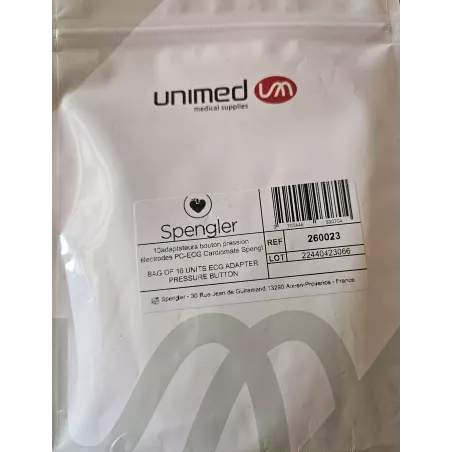 unimed
medical supplies
Spengler
10adaptateurs bouton pression
électrodes PC-ECG Cardiomate Spengl
BAG OF 10 UNITS ECG ADAPTER
PRESSURE BUTTON
REF 260023
LOT 22440423066
Spengler - 30 Rue Jean de Guiramand 13290 Aix-en-Provence - France